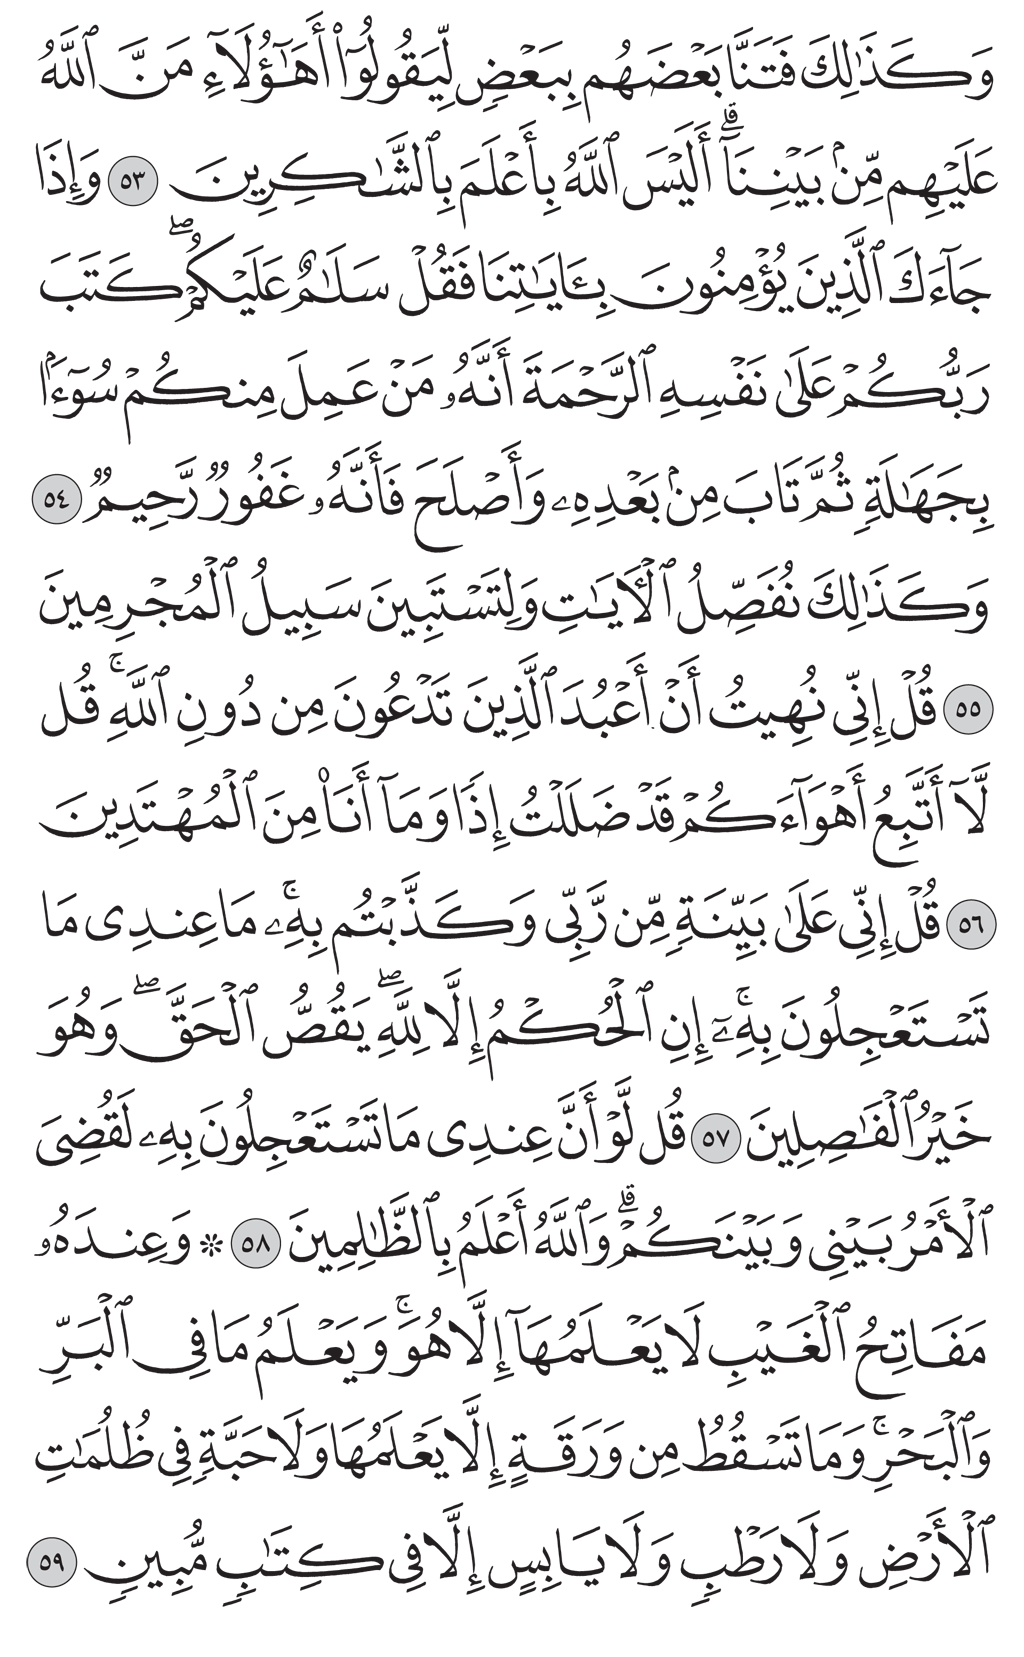 وَكَذَٰلِكَ فَتَنَّا بَعْضَهُم بِبَعْضٍ لِّيَقُولُوٓا۟ أَهَـٰٓؤُلَآءِ مَنَّ ٱللَّهُ
عَلَيْهِم مِّنۢ بَيْنِنَآ ۗ أَلَيْسَ ٱللَّهُ بِأَعْلَمَ بِٱلشَّـٰكِرِينَ ٥٣ وَإِذَا
جَآءَكَ ٱلَّذِينَ يُؤْمِنُونَ بِـَٔايَـٰتِنَا فَقُلْ سَلَـٰمٌ عَلَيْكُمْ ۖ كَتَبَ
رَبُّكُمْ عَلَىٰ نَفْسِهِ ٱلرَّحْمَةَ أَنَّهُۥ مَنْ عَمِلَ مِنكُمْ سُوٓءًۢا
بِجَهَـٰلَةٍ ثُمَّ تَابَ مِنۢ بَعْدِهِۦ وَأَصْلَحَ فَأَنَّهُۥ غَفُورٌ رَّحِيمٌ ٥٤
وَكَذَٰلِكَ نُفَصِّلُ ٱلْـَٔايَـٰتِ وَلِتَسْتَبِينَ سَبِيلُ ٱلْمُجْرِمِينَ
٥٥ قُلْ إِنِّى نُهِيتُ أَنْ أَعْبُدَ ٱلَّذِينَ تَدْعُونَ مِن دُونِ ٱللَّهِ ۚ قُل
لَّآ أَتَّبِعُ أَهْوَآءَكُمْ قَدْ ضَلَلْتُ إِذًا وَمَآ أَنَا۠ مِنَ ٱلْمُهْتَدِينَ
٥٦ قُلْ إِنِّى عَلَىٰ بَيِّنَةٍ مِّن رَّبِّى وَكَذَّبْتُم بِهِۦ ۚ مَا عِندِى مَا
تَسْتَعْجِلُونَ بِهِۦٓ ۚ إِنِ ٱلْحُكْمُ إِلَّا لِلَّهِ ۖ يَقُصُّ ٱلْحَقَّ ۖ وَهُوَ
خَيْرُ ٱلْفَـٰصِلِينَ ٥٧ قُل لَّوْ أَنَّ عِندِى مَا تَسْتَعْجِلُونَ بِهِۦ لَقُضِىَ
ٱلْأَمْرُ بَيْنِى وَبَيْنَكُمْ ۗ وَٱللَّهُ أَعْلَمُ بِٱلظَّـٰلِمِينَ ٥٨ * وَعِندَهُۥ
مَفَاتِحُ ٱلْغَيْبِ لَا يَعْلَمُهَآ إِلَّا هُوَ ۚ وَيَعْلَمُ مَا فِى ٱلْبَرِّ
وَٱلْبَحْرِ ۚ وَمَا تَسْقُطُ مِن وَرَقَةٍ إِلَّا يَعْلَمُهَا وَلَا حَبَّةٍ فِى ظُلُمَـٰتِ
ٱلْأَرْضِ وَلَا رَطْبٍ وَلَا يَابِسٍ إِلَّا فِى كِتَـٰبٍ مُّبِينٍ ٥٩